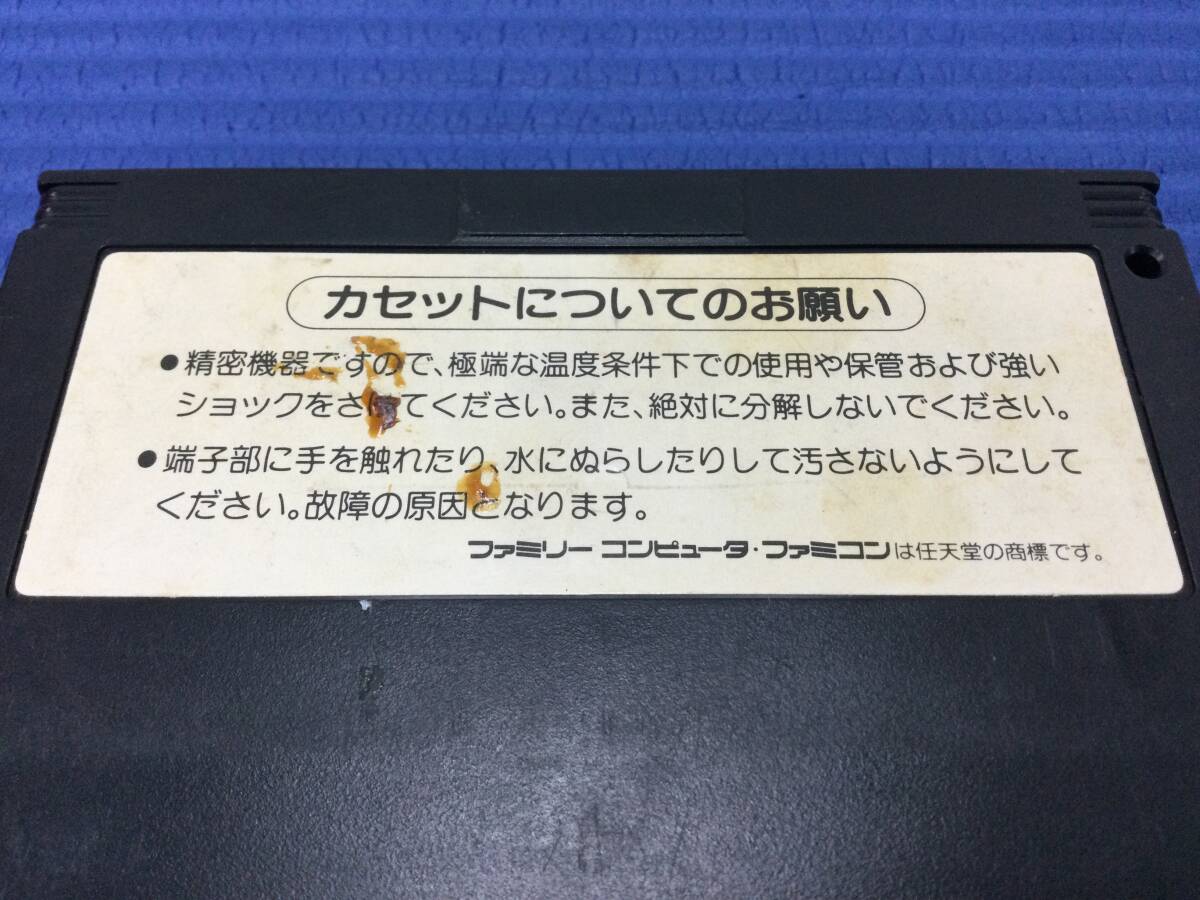 カセットについてのお願い
●精密機器ですので、極端な温度条件下での使用や保管および強い
ショックをさてください。また、絶対に分解しないでください。
●端子部に手を触れたり、水にぬらしたりして汚さないようにして
ください。故障の原因となります。
ファミリー コンピュータ・ファミコンは任天堂の商標です。